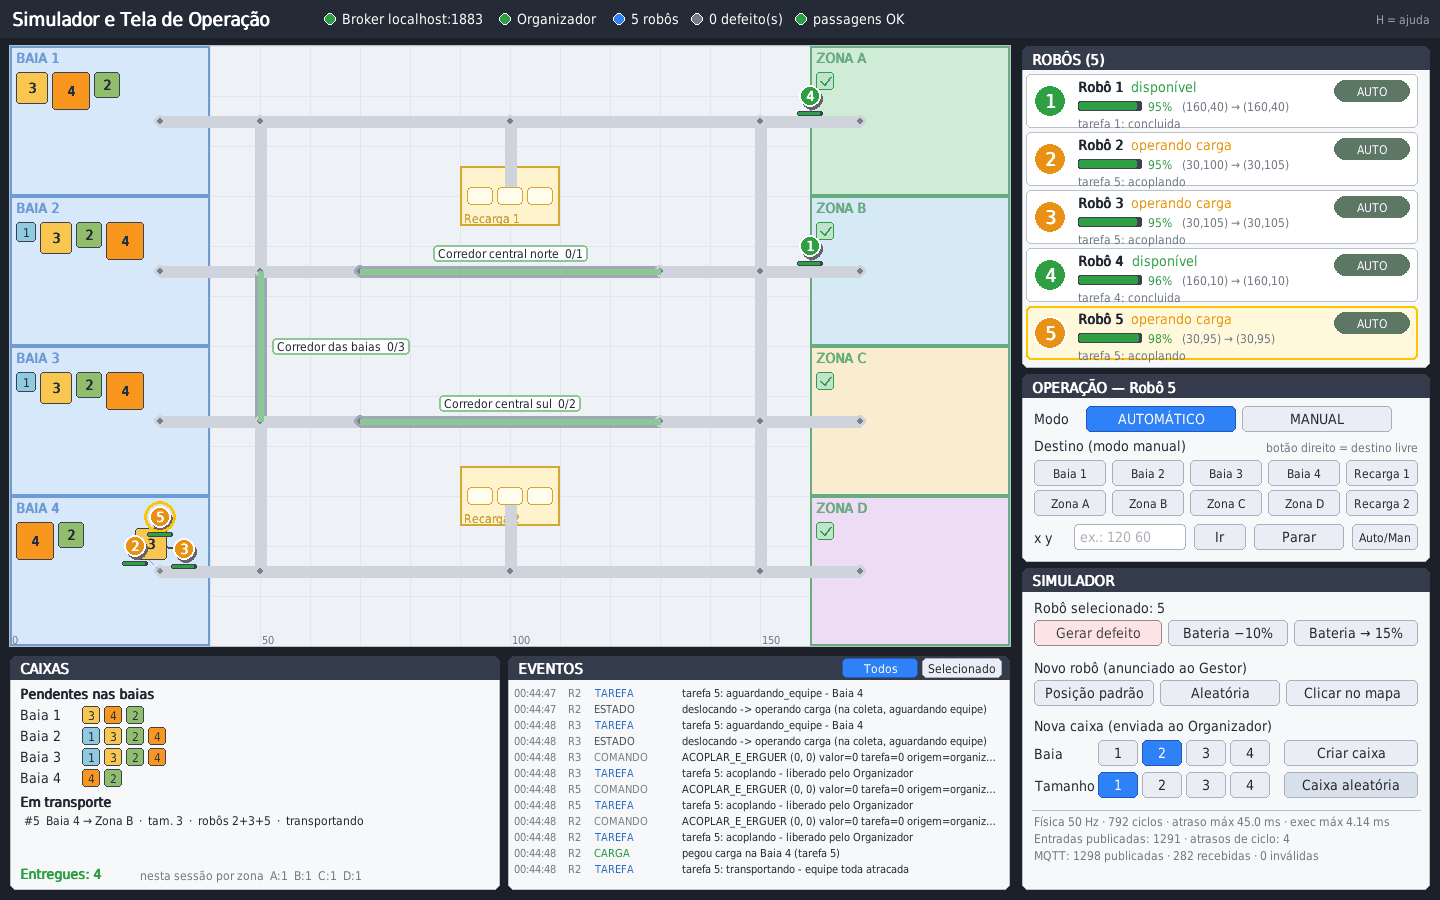 Simulador e Tela de Operação
Broker localhost:1883
Organizador
5 robôs
0 defeito(s)
passagens OK
H = ajuda
BAIA 1
3 4 2
BAIA 2
1 3 2 4
BAIA 3
1 3 2 4
BAIA 4
4 2
5
2 3 3
ZONA A
4
ZONA B
1
ZONA C
ZONA D
Recarga 1
Corredor central norte 0/1
Corredor das baias 0/3
Corredor central sul 0/2
Recarga 2
0 50 100 150
ROBÔS (5)
1 Robô 1 disponível AUTO
95% (160,40) → (160,40)
tarefa 1: concluida
2 Robô 2 operando carga AUTO
95% (30,100) → (30,105)
tarefa 5: acoplando
3 Robô 3 operando carga AUTO
95% (30,105) → (30,105)
tarefa 5: acoplando
4 Robô 4 disponível AUTO
96% (160,10) → (160,10)
tarefa 4: concluida
5 Robô 5 operando carga AUTO
98% (30,95) → (30,95)
tarefa 5: acoplando
OPERAÇÃO — Robô 5
Modo AUTOMÁTICO MANUAL
Destino (modo manual) botão direito = destino livre
Baia 1 Baia 2 Baia 3 Baia 4 Recarga 1
Zona A Zona B Zona C Zona D Recarga 2
x y ex.: 120 60 Ir Parar Auto/Man
SIMULADOR
Robô selecionado: 5
Gerar defeito Bateria −10% Bateria → 15%
Novo robô (anunciado ao Gestor)
Posição padrão Aleatória Clicar no mapa
Nova caixa (enviada ao Organizador)
Baia 1 2 3 4 Criar caixa
Tamanho 1 2 3 4 Caixa aleatória
Física 50 Hz · 792 ciclos · atraso máx 45.0 ms · exec máx 4.14 ms
Entradas publicadas: 1291 · atrasos de ciclo: 4
MQTT: 1298 publicadas · 282 recebidas · 0 inválidas
CAIXAS
Pendentes nas baias
Baia 1 3 4 2
Baia 2 1 3 2 4
Baia 3 1 3 2 4
Baia 4 4 2
Em transporte
#5 Baia 4 → Zona B · tam. 3 · robôs 2+3+5 · transportando
Entregues: 4 nesta sessão por zona A:1 B:1 C:1 D:1
EVENTOS Todos Selecionado
00:44:47 R2 TAREFA tarefa 5: aguardando_equipe - Baia 4
00:44:47 R2 ESTADO deslocando -> operando carga (na coleta, aguardando equipe)
00:44:48 R3 TAREFA tarefa 5: aguardando_equipe - Baia 4
00:44:48 R3 ESTADO deslocando -> operando carga (na coleta, aguardando equipe)
00:44:48 R3 COMANDO ACOPLAR_E_ERGUER (0, 0) valor=0 tarefa=0 origem=organiz...
00:44:48 R3 TAREFA tarefa 5: acoplando - liberado pelo Organizador
00:44:48 R5 COMANDO ACOPLAR_E_ERGUER (0, 0) valor=0 tarefa=0 origem=organiz...
00:44:48 R5 TAREFA tarefa 5: acoplando - liberado pelo Organizador
00:44:48 R2 COMANDO ACOPLAR_E_ERGUER (0, 0) valor=0 tarefa=0 origem=organiz...
00:44:48 R2 TAREFA tarefa 5: acoplando - liberado pelo Organizador
00:44:48 R2 CARGA pegou carga na Baia 4 (tarefa 5)
00:44:48 R2 TAREFA tarefa 5: transportando - equipe toda atracada